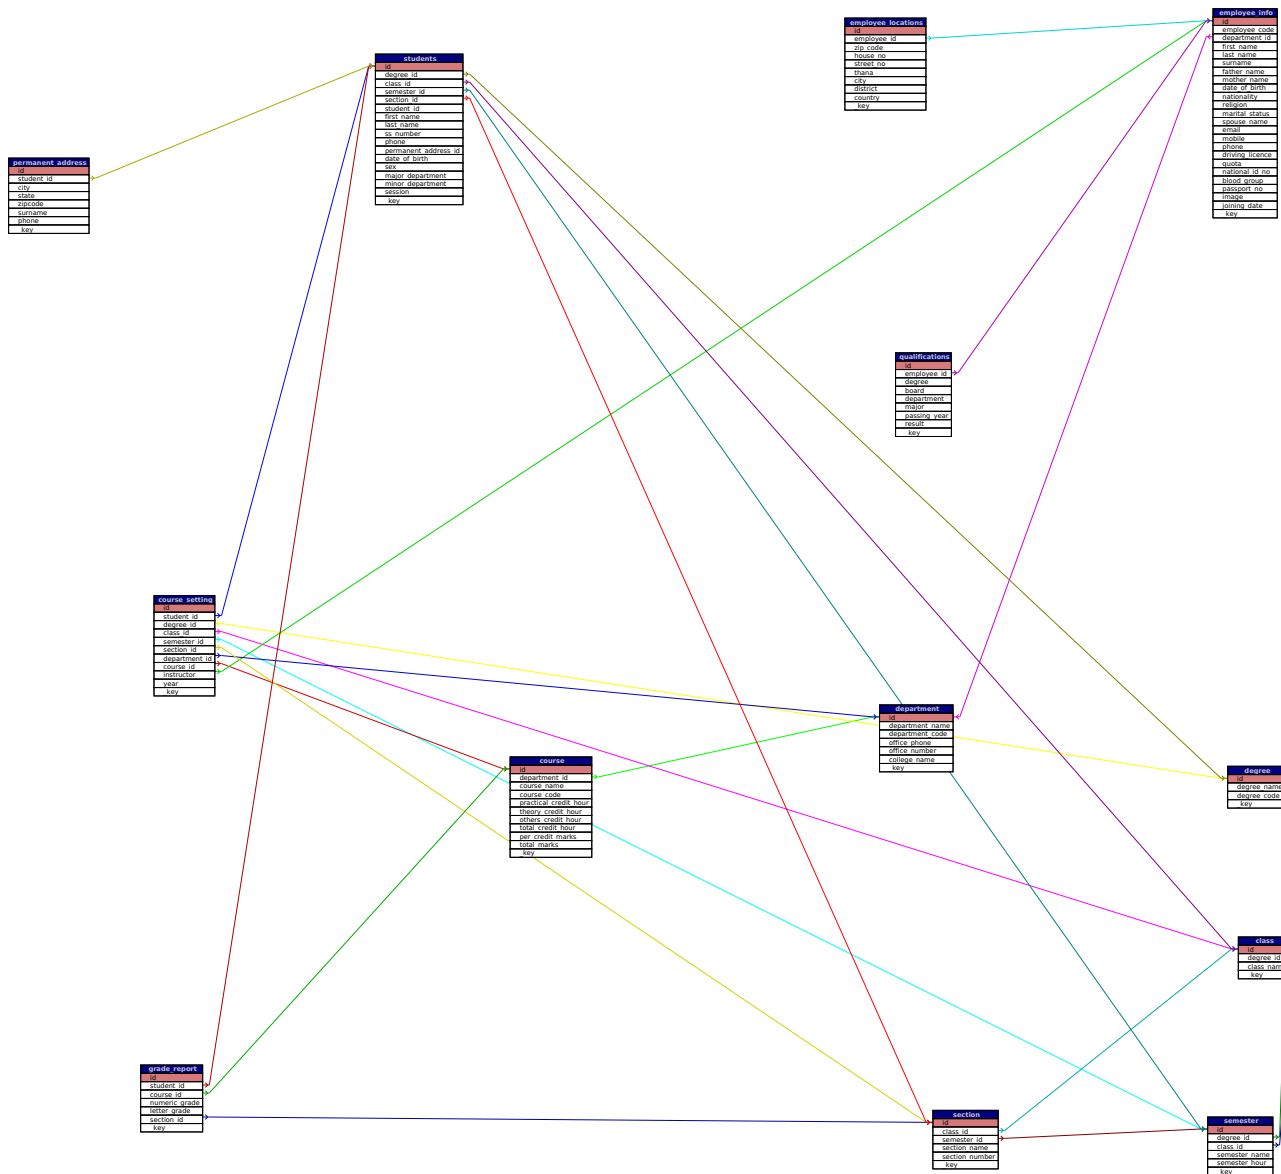 employee_info
id
employee_code
department_id
first_name
last_name
surname
father_name
mother_name
date_of_birth
nationality
religion
marital_status
spouse_name
email
mobile
phone
driving_licence
quota
national_id_no
blood_group
passport_no
image
joining_date
key
employee_locations
id
employee_id
zip_code
house_no
street_no
thana
city
district
country
key
students
id
degree_id
class_id
semester_id
section_id
student_id
first_name
last_name
ss_number
phone
permanent_address_id
date_of_birth
sex
major_department
minor_department
session
key
permanent_address
id
student_id
city
state
zipcode
surname
phone
key
qualifications
id
employee_id
degree
board
department
major
passing_year
result
key
course_setting
id
student_id
degree_id
class_id
semester_id
section_id
department_id
course_id
instructor
year
key
department
id
department_name
department_code
office_phone
office_number
college_name
key
course
id
department_id
course_name
course_code
practical_credit_hour
theory_credit_hour
others_credit_hour
total_credit_hour
per_credit_marks
total_marks
key
degree
id
degree_name
degree_code
key
class
id
degree_id
class_name
key
grade_report
id
student_id
course_id
numeric_grade
letter_grade
section_id
key
section
id
class_id
semester_id
section_name
section_number
key
semester
id
degree_id
class_id
semester_name
semester_hour
key